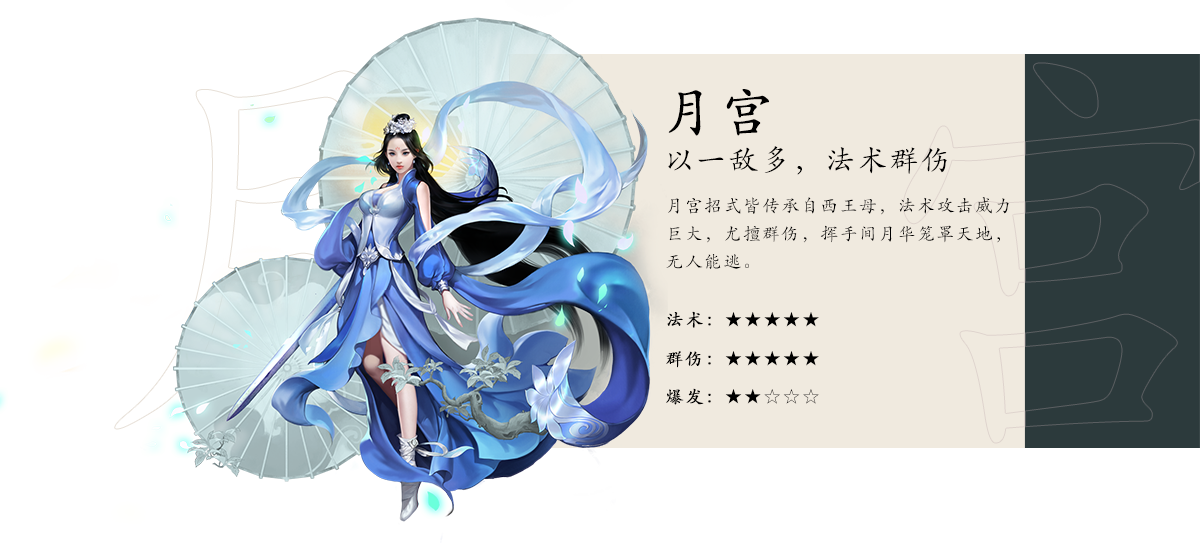 月宫
月宫
以一敌多，法术群伤
月宫招式皆传承自西王母，法术攻击威力
巨大，尤擅群伤，挥手间月华笼罩天地，
无人能逃。
法术：★★★★★
群伤：★★★★★
爆发：★★☆☆☆